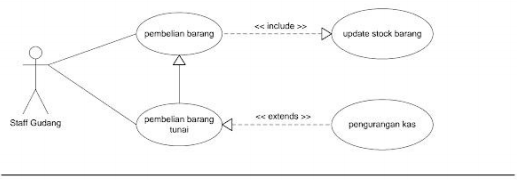 pembelian barang
<< include >>
update stock barang
Staff Gudang
pembelian barang
tunai
<< extends >>
pengurangan kas